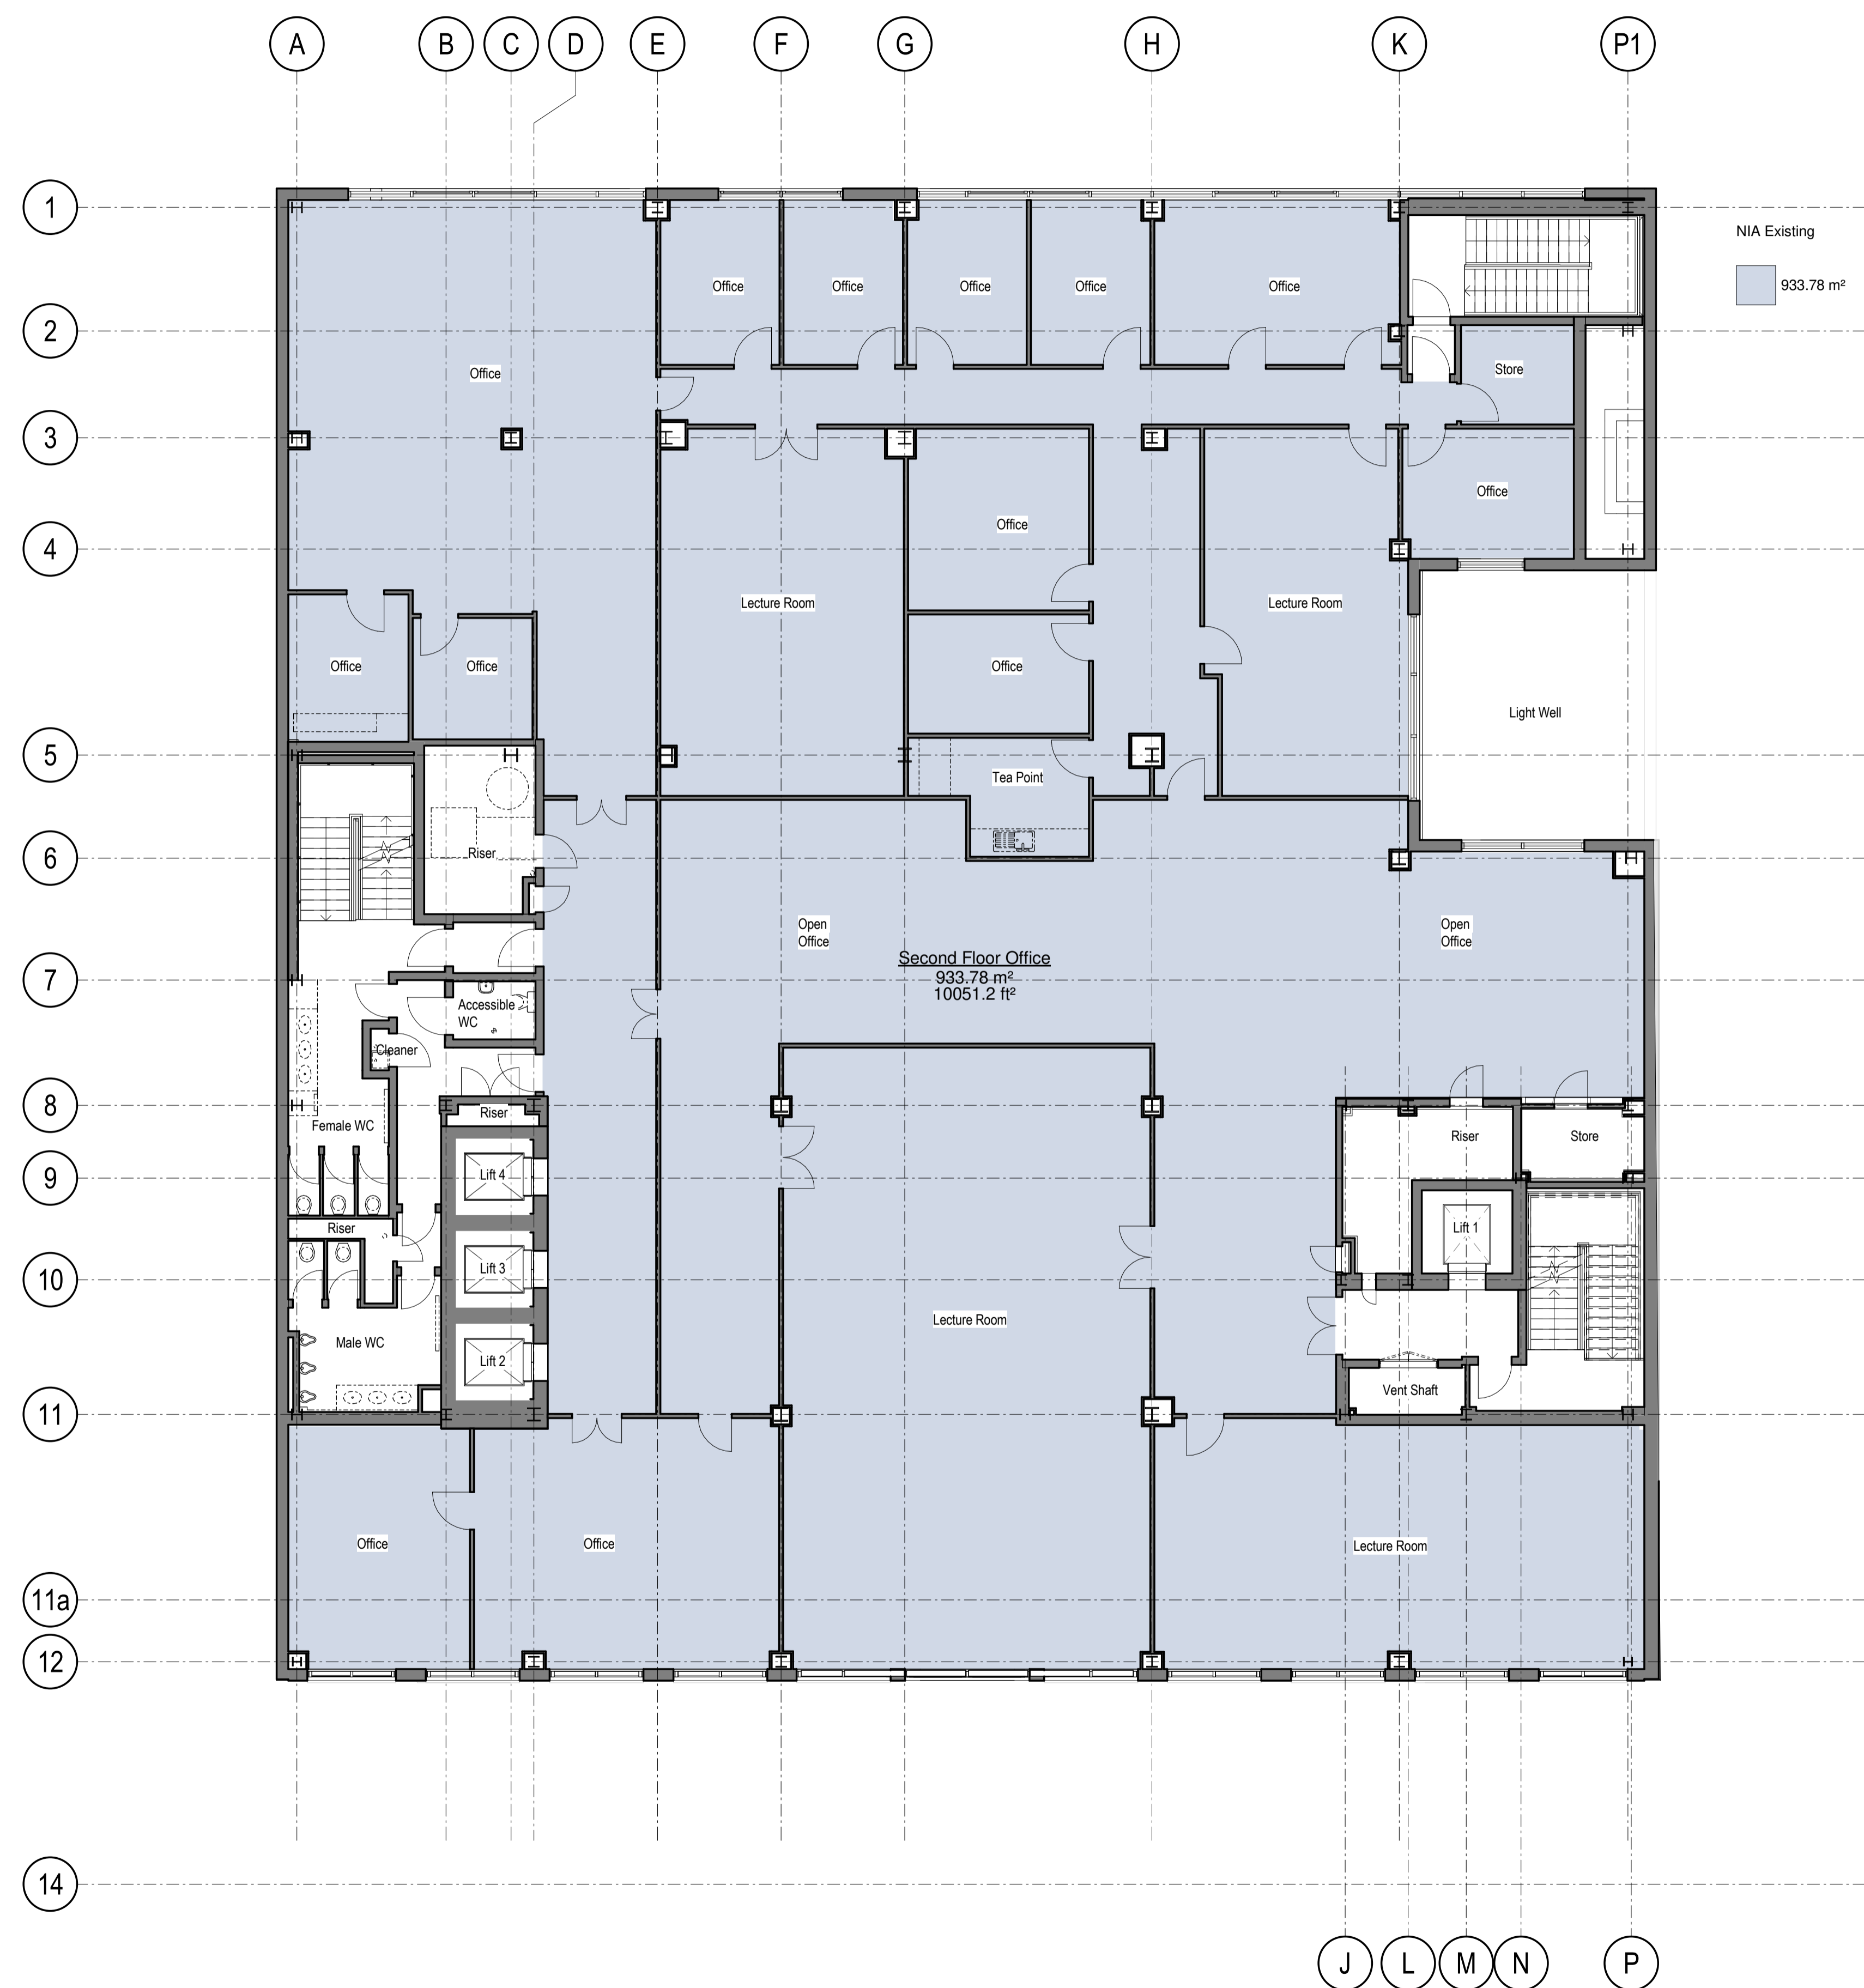 A
B
C
D
E
F
G
H
K
P1
1
NIA Existing
933.78 m²
Office
Office
Office
Office
Office
2
Office
Store
3
Office
Office
4
Lecture Room
Lecture Room
Office
Office
Office
Light Well
5
Tea Point
6
Riser
Open
Office
Open
Office
Second Floor Office
933.78 m²
10051.2 ft²
7
Accessible
WC
Cleaner
8
Riser
Female WC
Riser
Store
9
Lift 4
Riser
Lift 1
Lift 3
10
Lecture Room
Male WC
Lift 2
Vent Shaft
11
Office
Office
Lecture Room
11a
12
14
J
L
M
N
P